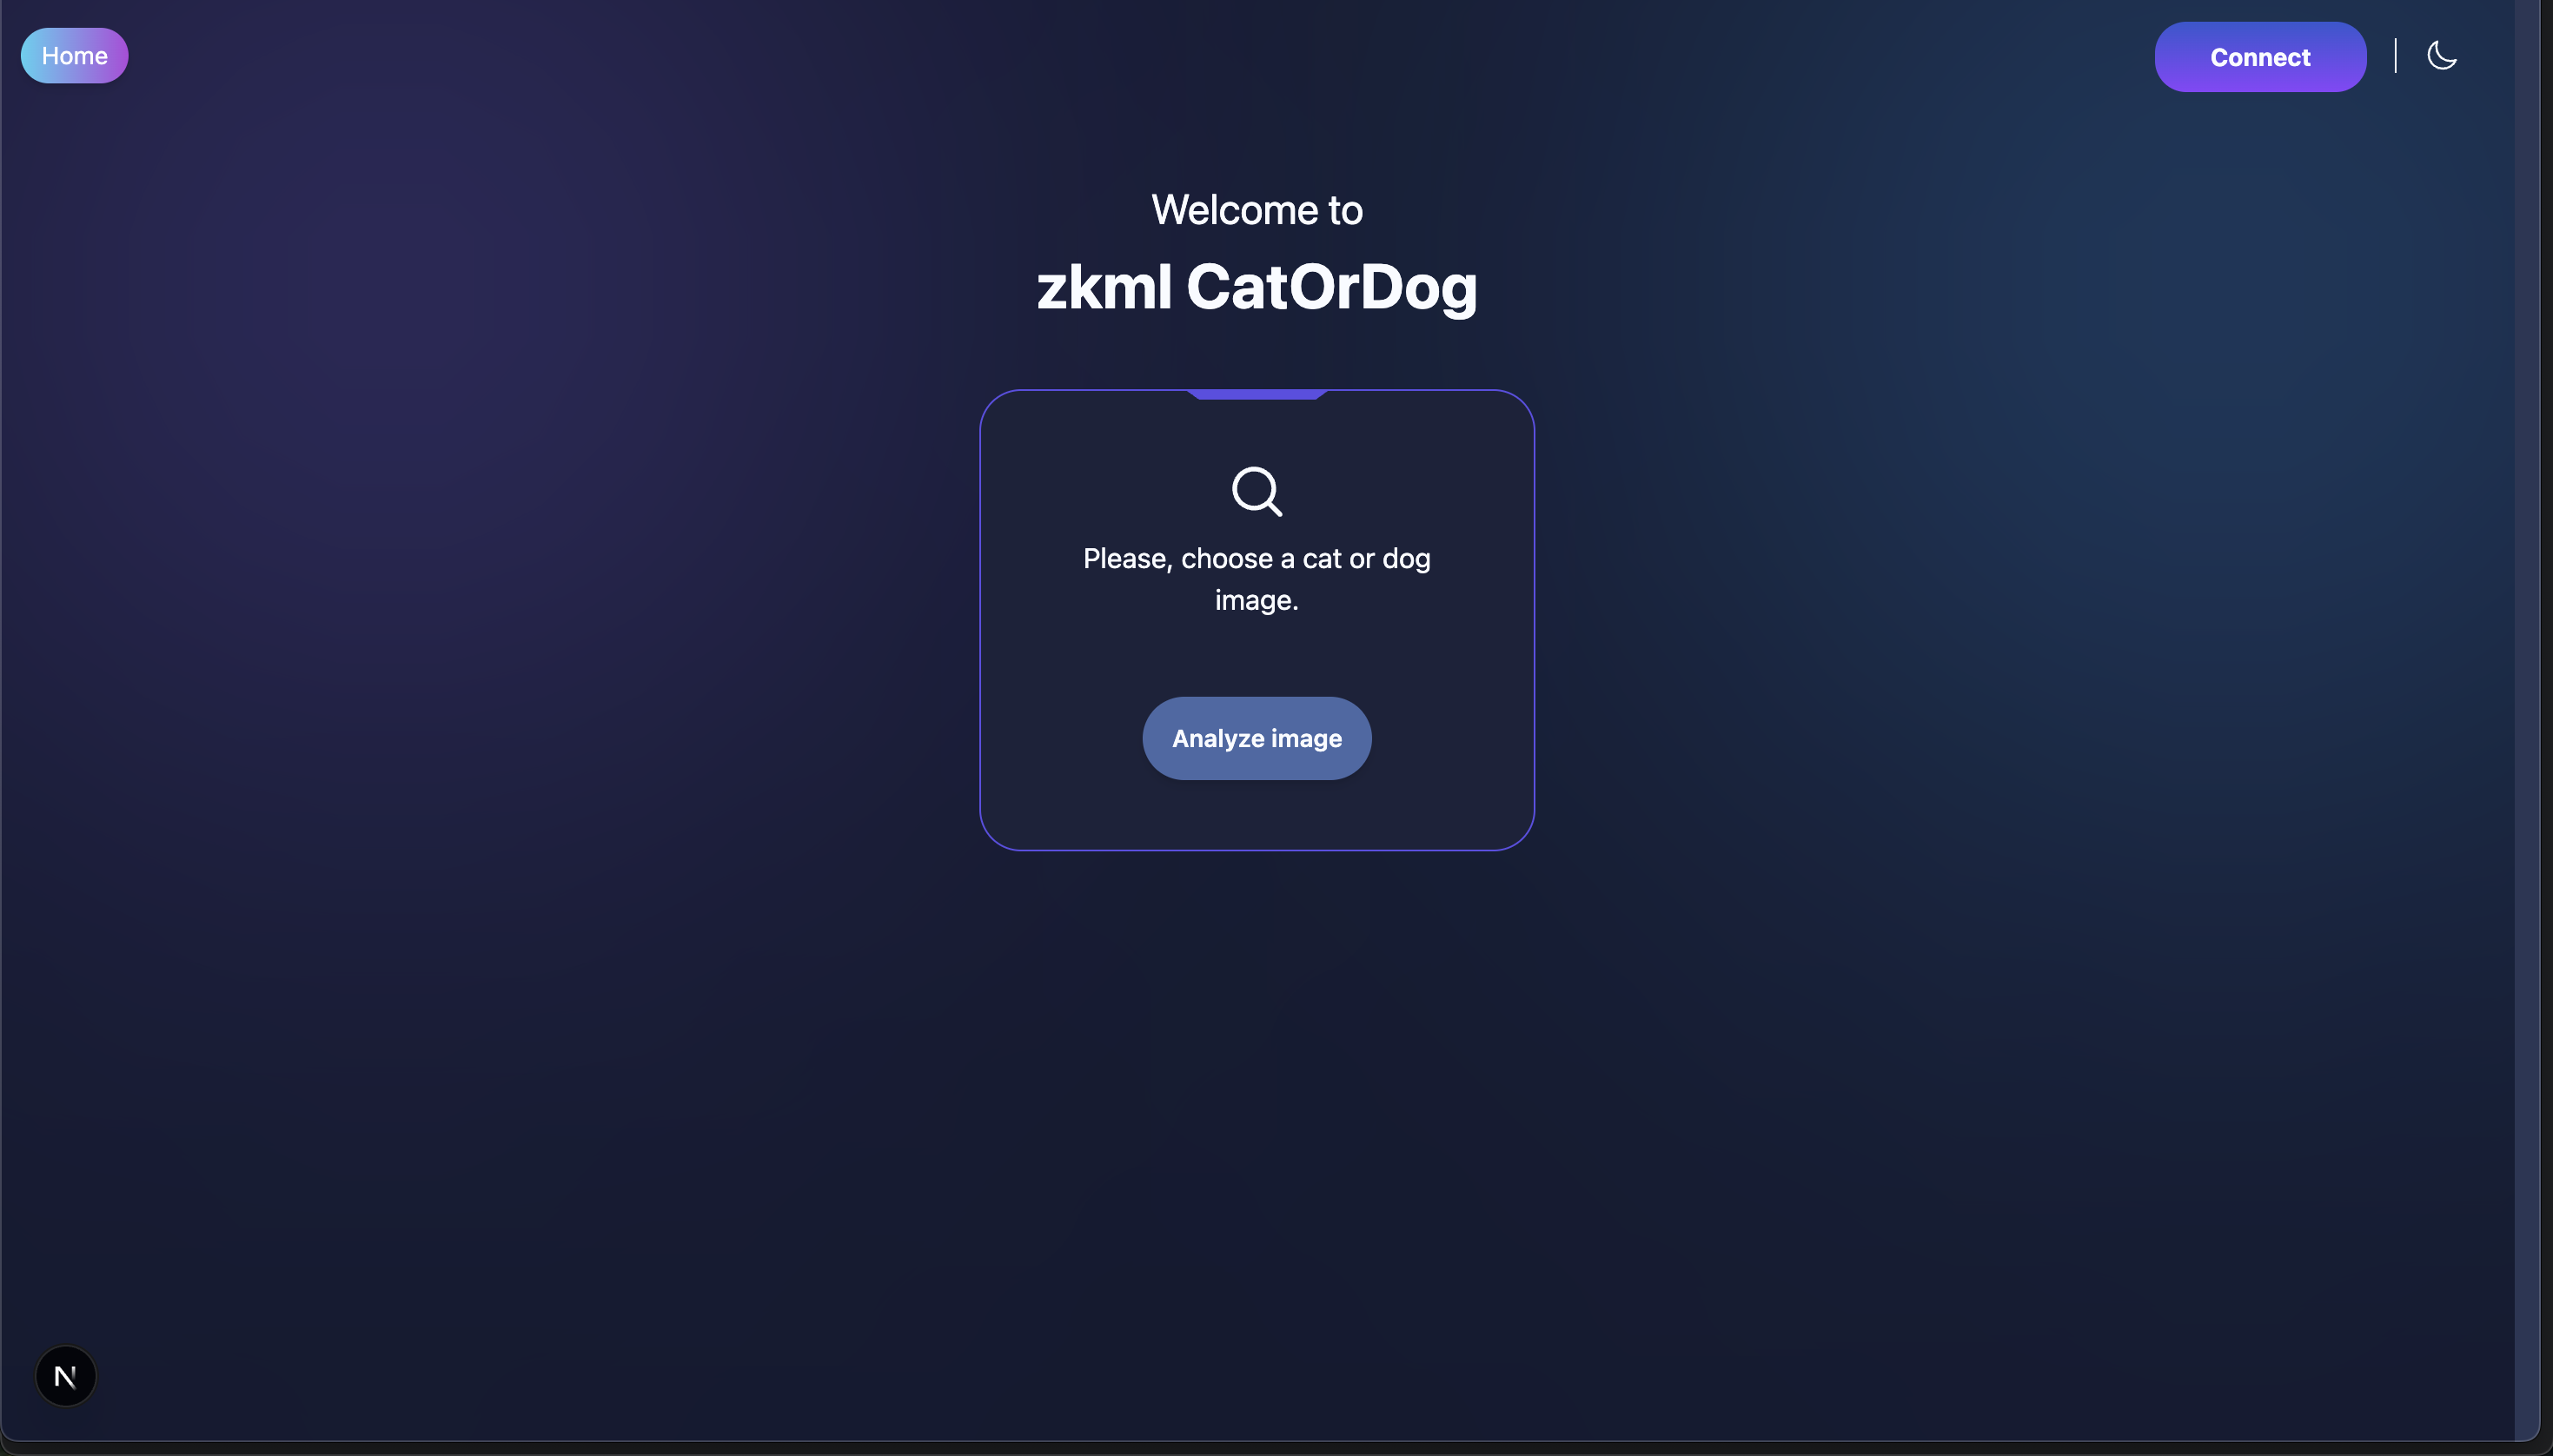 Home
Connect
Welcome to
zkml CatOrDog
Please, choose a cat or dog
image.
Analyze image
N